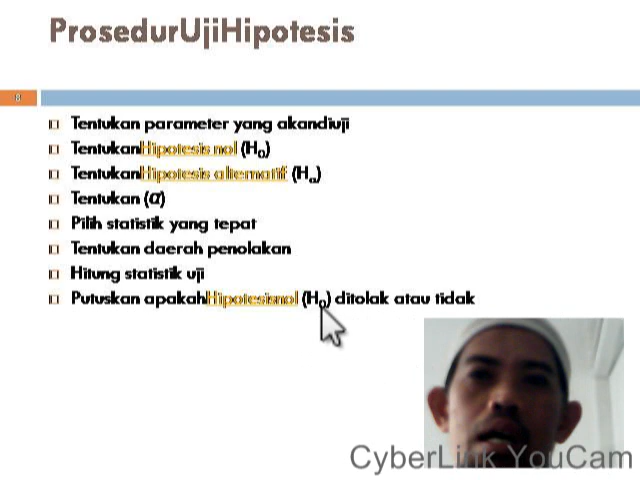 ProsedurUjiHipotesis
8
Tentukan parameter yang akandiuji
TentukanHipotesis nol (H0)
TentukanHipotesis alternatif (Ha)
Tentukan (α)
Pilih statistik yang tepat
Tentukan daerah penolakan
Hitung statistik uji
Putuskan apakahHipotesisnol (H0) ditolak atau tidak
CyberLink YouCam